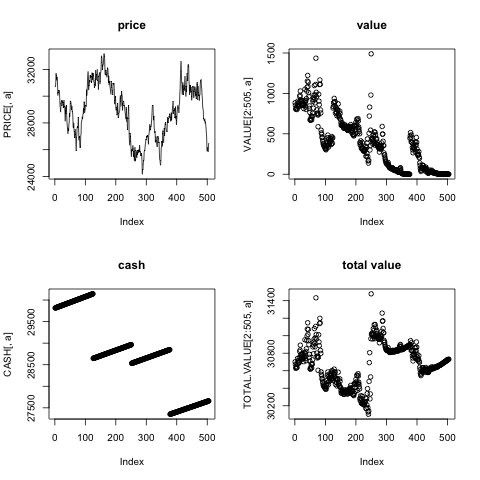 price
PRICE[, a]
24000 28000 32000
0 100 200 300 400 500
Index
value
VALUE[2:505, a]
0 500 1000 1500
0 100 200 300 400 500
Index
cash
CASH[, a]
27500 28500 29500
0 100 200 300 400 500
Index
total value
TOTAL.VALUE[2:505, a]
30200 30800 31400
0 100 200 300 400 500
Index